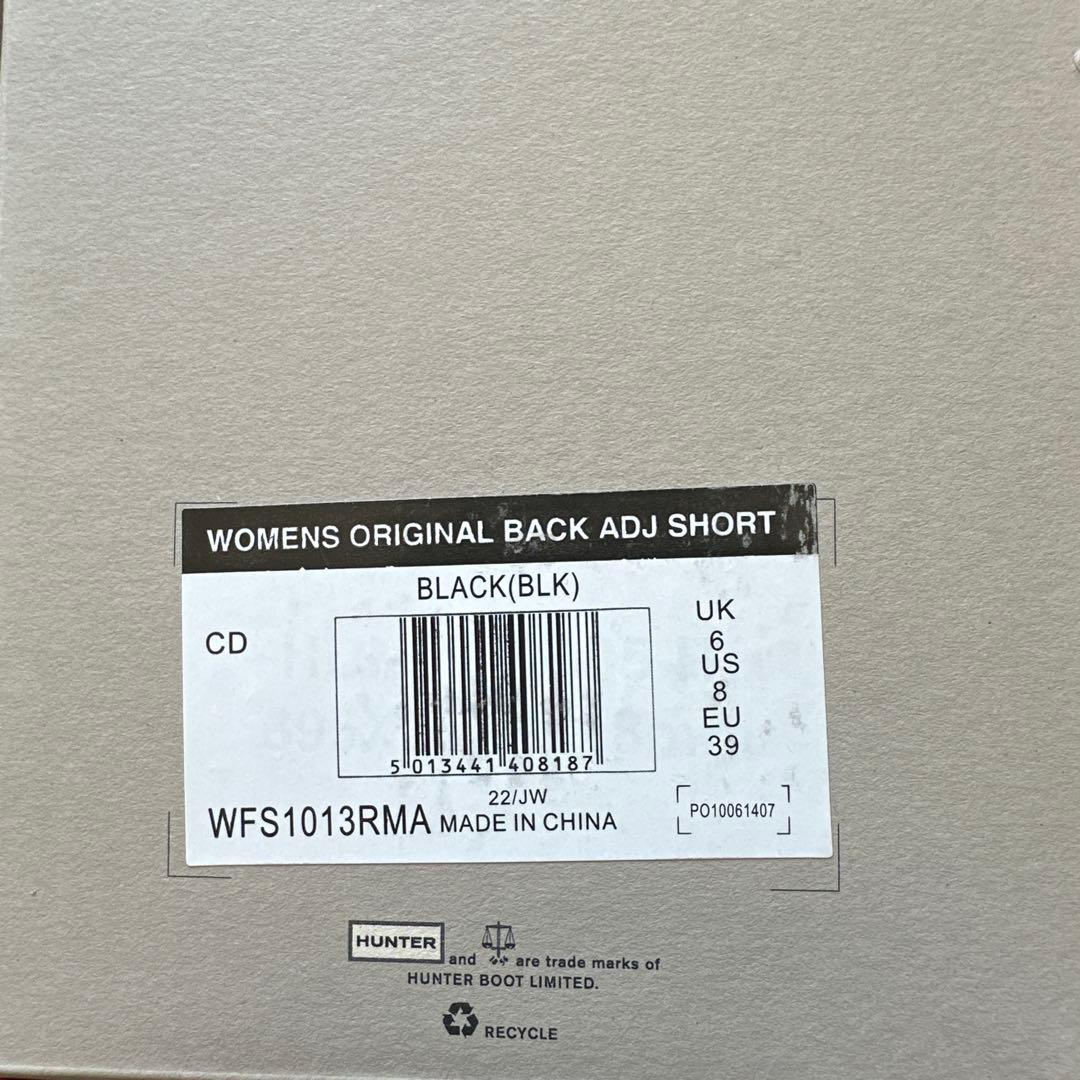 WOMENS ORIGINAL BACK ADJ SHORT
BLACK(BLK)
CD
UK
6
US
8
EU
39
5 013441 408187
22/JW
WFS1013RMA MADE IN CHINA
PO10061407
HUNTER and are trade marks of
HUNTER BOOT LIMITED.
RECYCLE